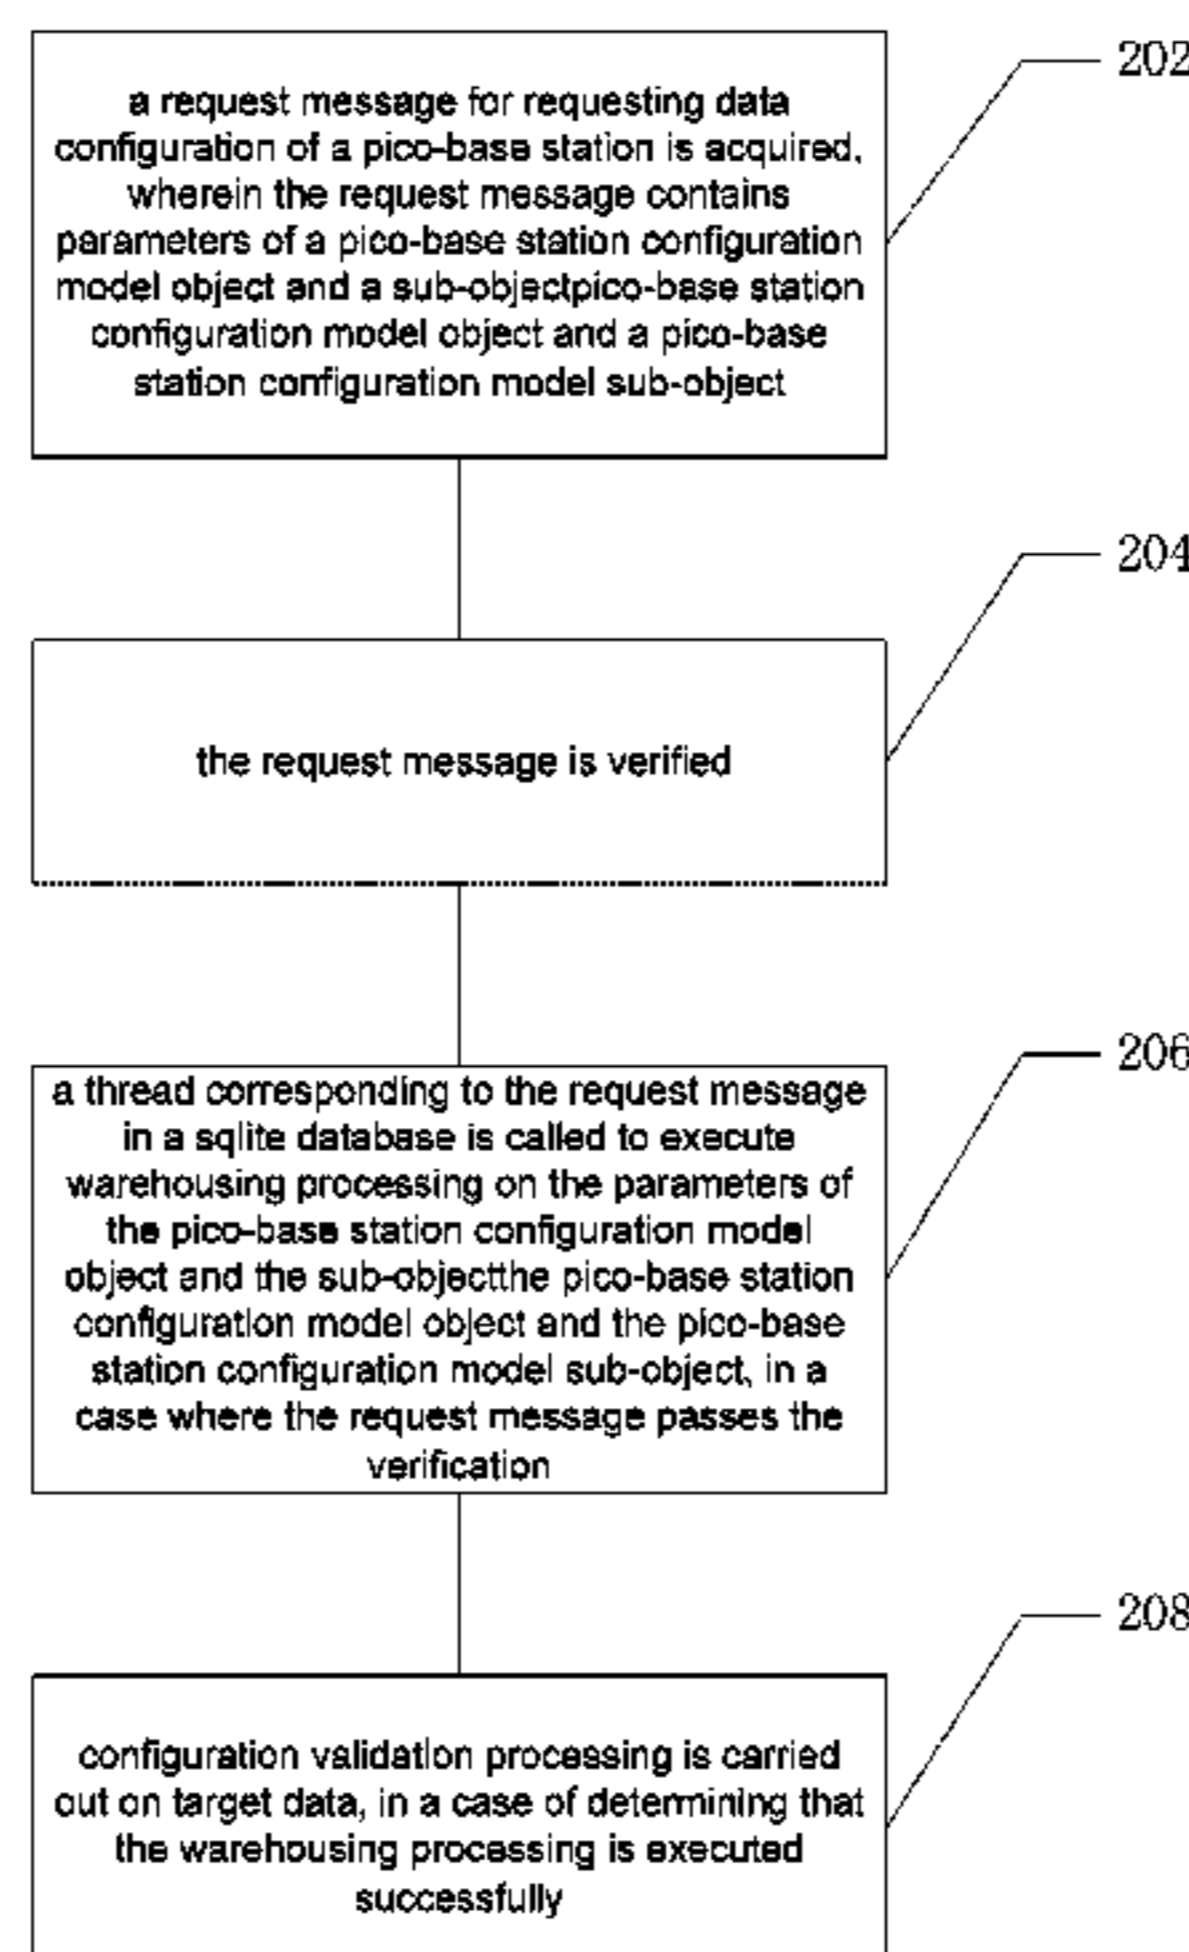 202
a request message for requesting data
configuration of a pico-base station is acquired,
wherein the request message contains
parameters of a pico-base station configuration
model object and a sub-objectpico-base station
configuration model object and a pico-base
station configuration model sub-object
204
the request message is verified
206
a thread corresponding to the request message
in a sqlite database is called to execute
warehousing processing on the parameters of
the pico-base station configuration model
object and the sub-objectthe pico-base station
configuration model object and the pico-base
station configuration model sub-object, in a
case where the request message passes the
verification
208
configuration validation processing is carried
out on target data, in a case of determining that
the warehousing processing is executed
successfully